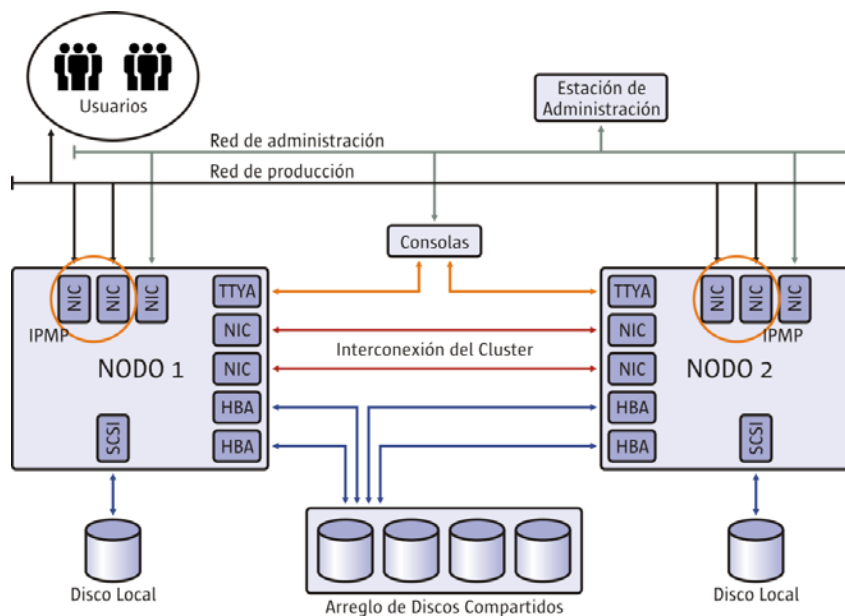 Usuarios
Estación de
Administración
Red de administración
Red de producción
Consolas
NIC
NIC
NIC
TTYA
TTYA
NIC
NIC
NIC
IPMP
NIC
NIC
IPMP
Interconexión del Cluster
NODO 1
NIC
NIC
NODO 2
HBA
HBA
SCSI
HBA
HBA
SCSI
Disco Local
Arreglo de Discos Compartidos
Disco Local